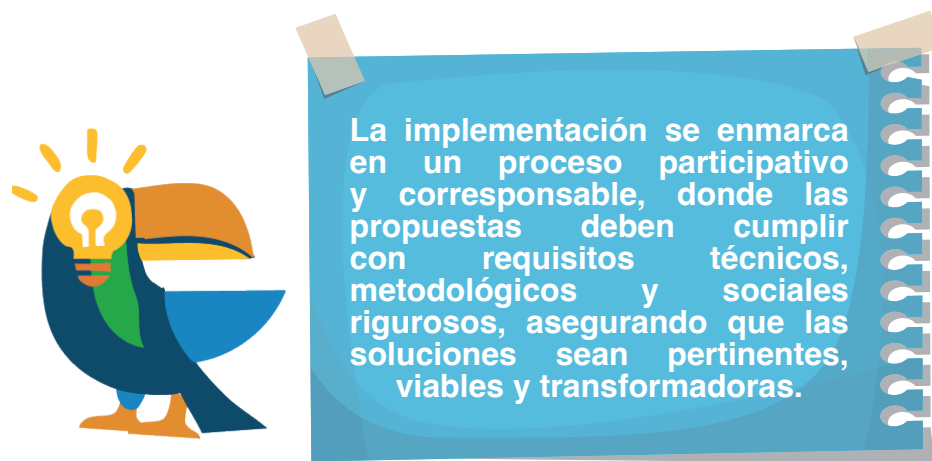 La implementación se enmarca
en un proceso participativo
y corresponsable, donde las
propuestas deben cumplir
con requisitos técnicos,
metodológicos y sociales
rigurosos, asegurando que las
soluciones sean pertinentes,
viables y transformadoras.